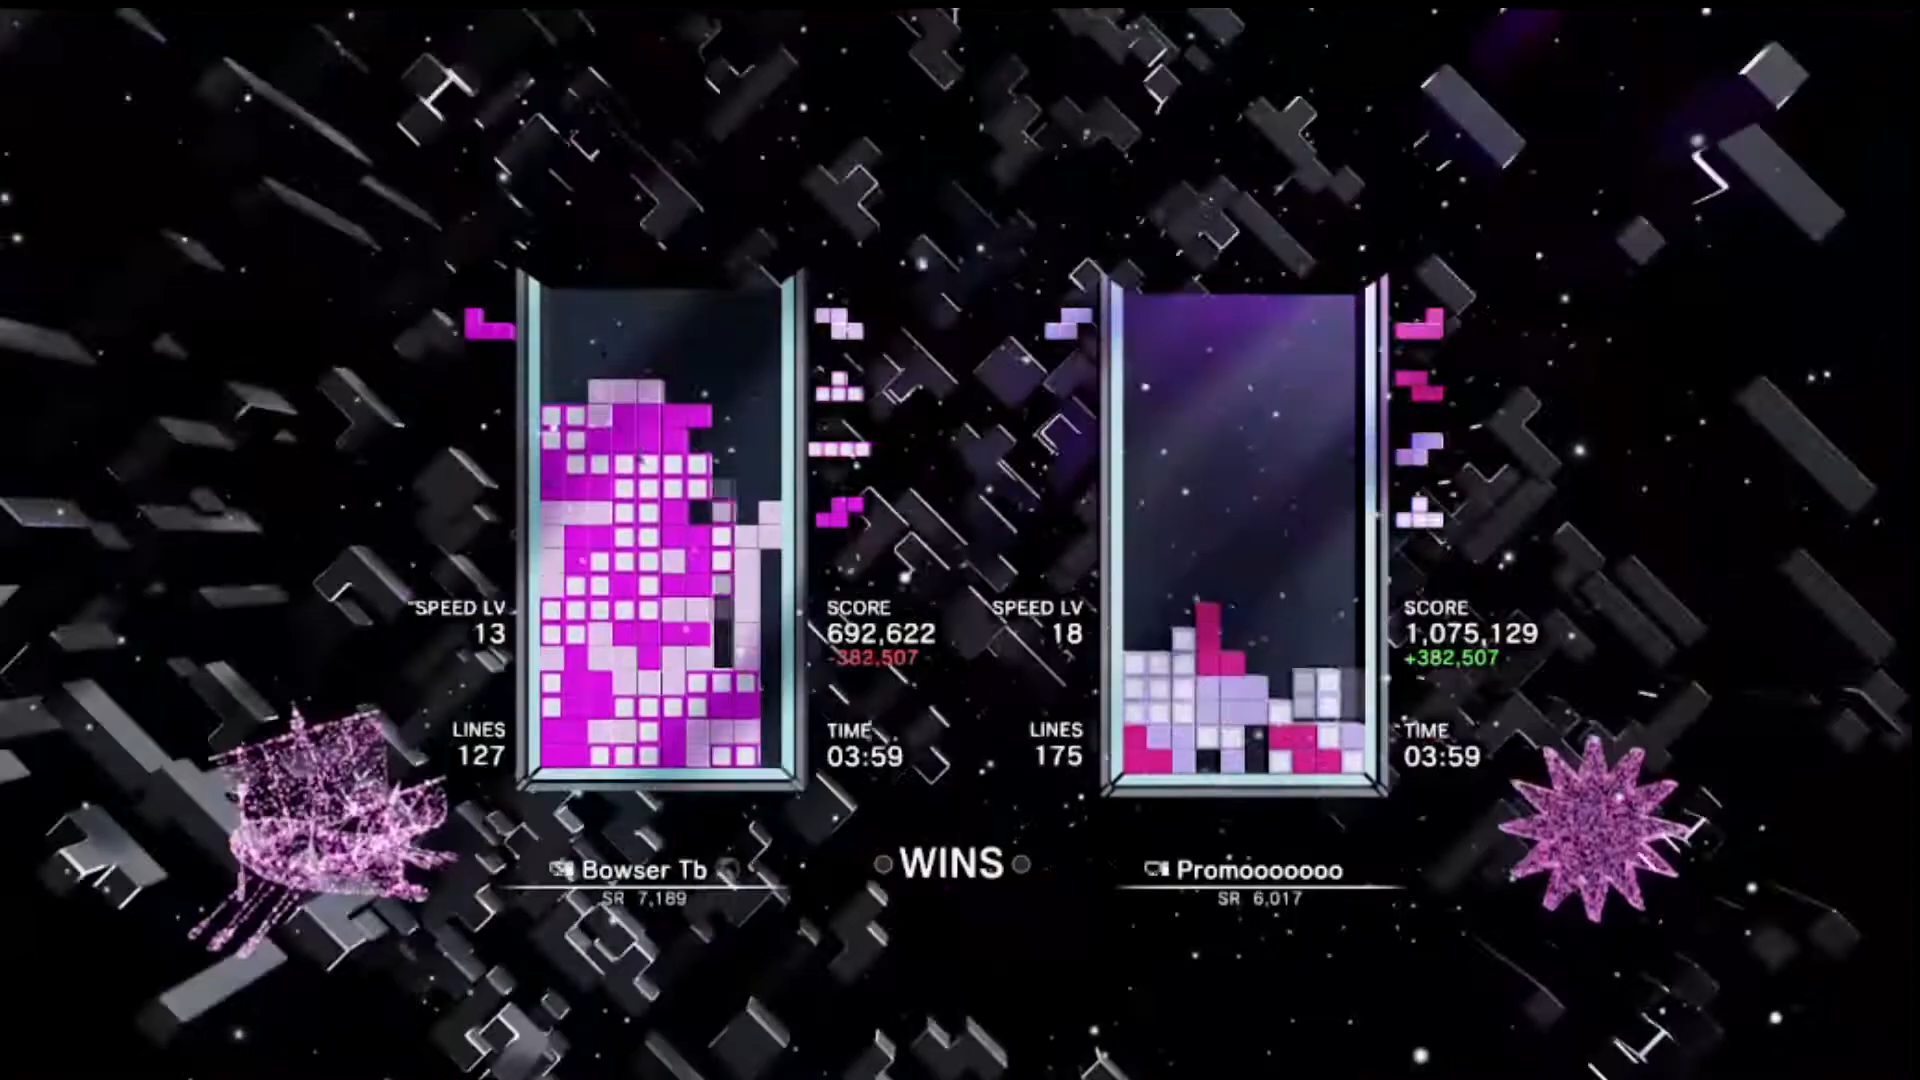 SPEED LV
13
SCORE
692,622
-382,507
LINES
127
TIME
03:59
SPEED LV
18
SCORE
1,075,129
+382,507
LINES
175
TIME
03:59
Bowser Tb
SR 7,189
WINS
Promooooooo
SR 6,017